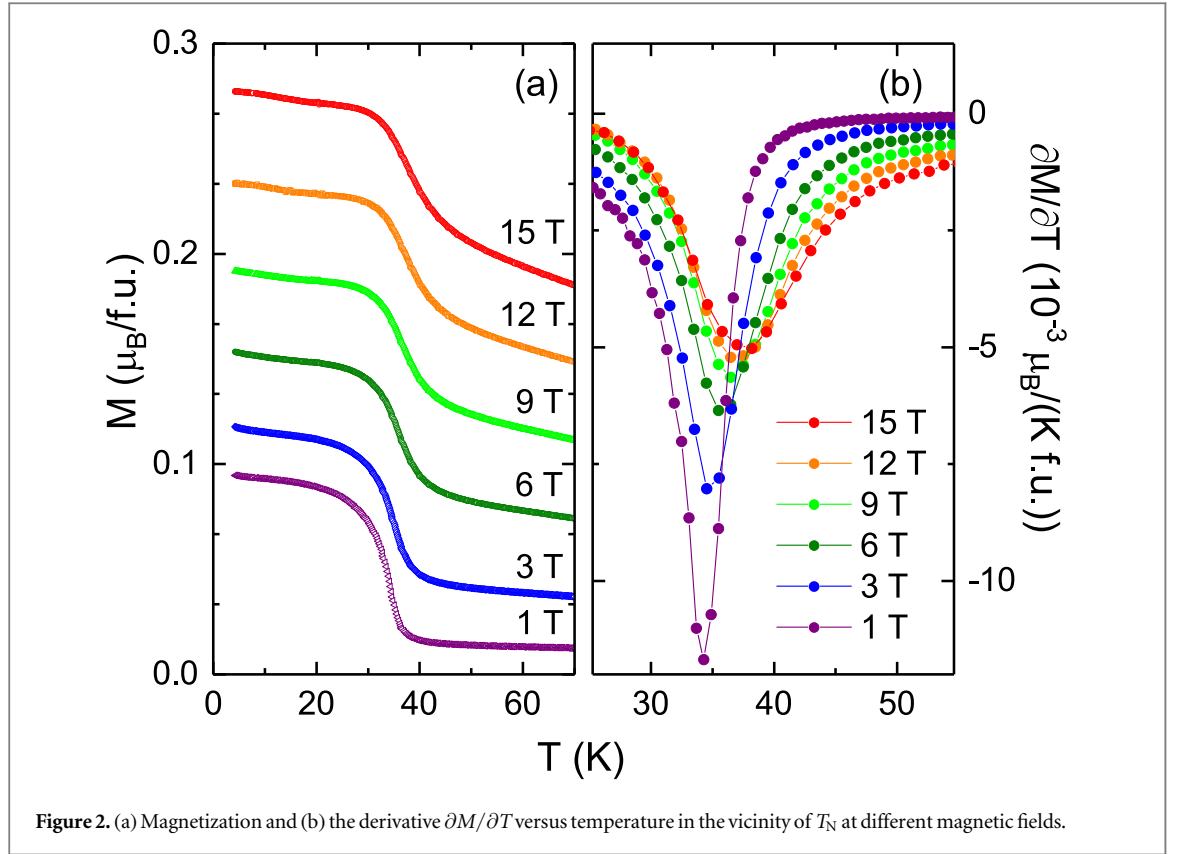 0.3
0.2
0.1
0.0
M (μB/f.u.)
(a)
15 T
12 T
9 T
6 T
3 T
1 T
0 20 40 60
(b)
15 T
12 T
9 T
6 T
3 T
1 T
30 40 50
0
-5
-10
∂M/∂T (10⁻³ μB/(K f.u.))
T (K)
Figure 2. (a) Magnetization and (b) the derivative ∂M/∂T versus temperature in the vicinity of TN at different magnetic fields.